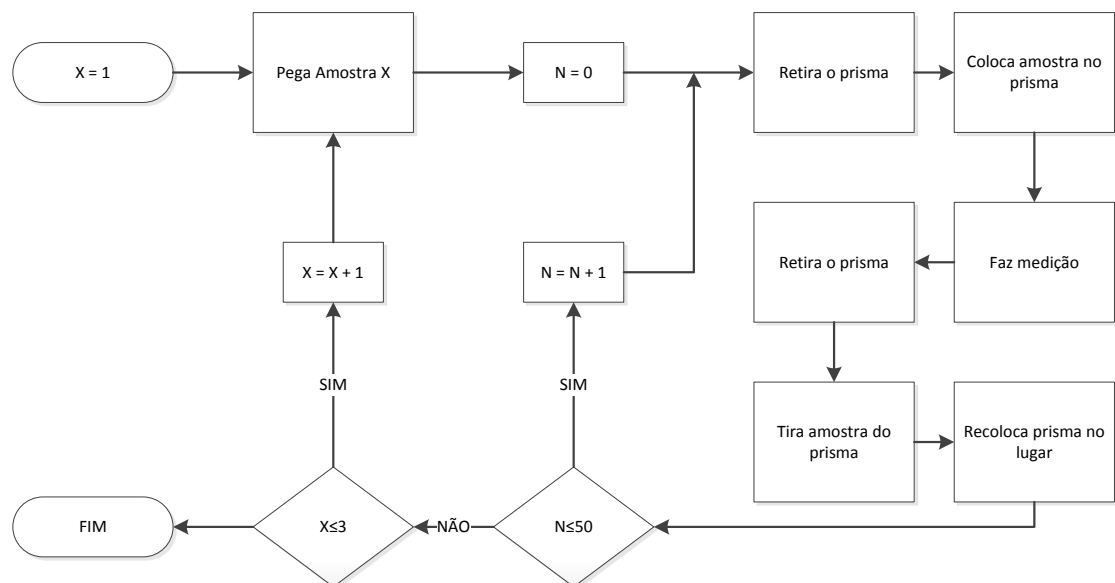 X = 1
Pega Amostra X
N = 0
Retira o prisma
Coloca amostra no
prisma
X = X + 1
N = N + 1
Retira o prisma
Faz medição
SIM
SIM
Tira amostra do
prisma
Recoloca prisma no
lugar
FIM
X≤3
NÃO
N≤50